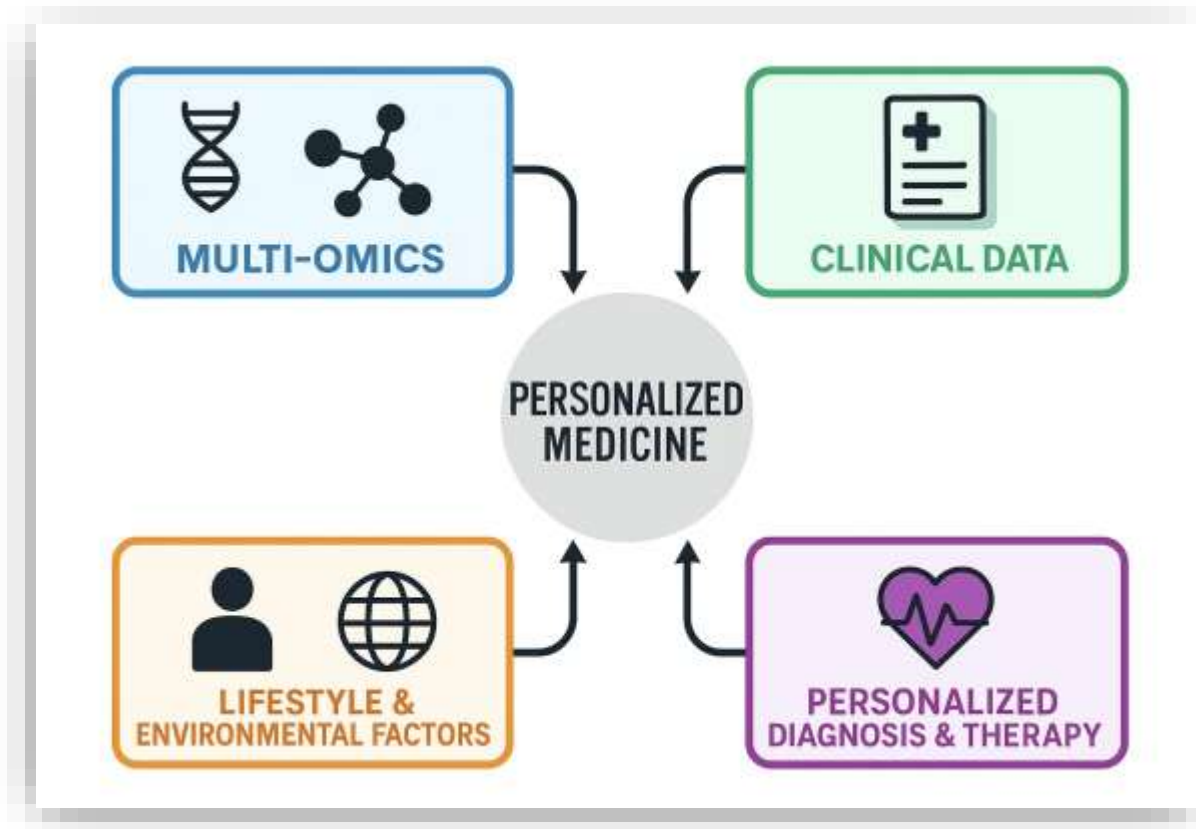 MULTI-OMICS
CLINICAL DATA
PERSONALIZED
MEDICINE
LIFESTYLE &
ENVIRONMENTAL FACTORS
PERSONALIZED
DIAGNOSIS & THERAPY